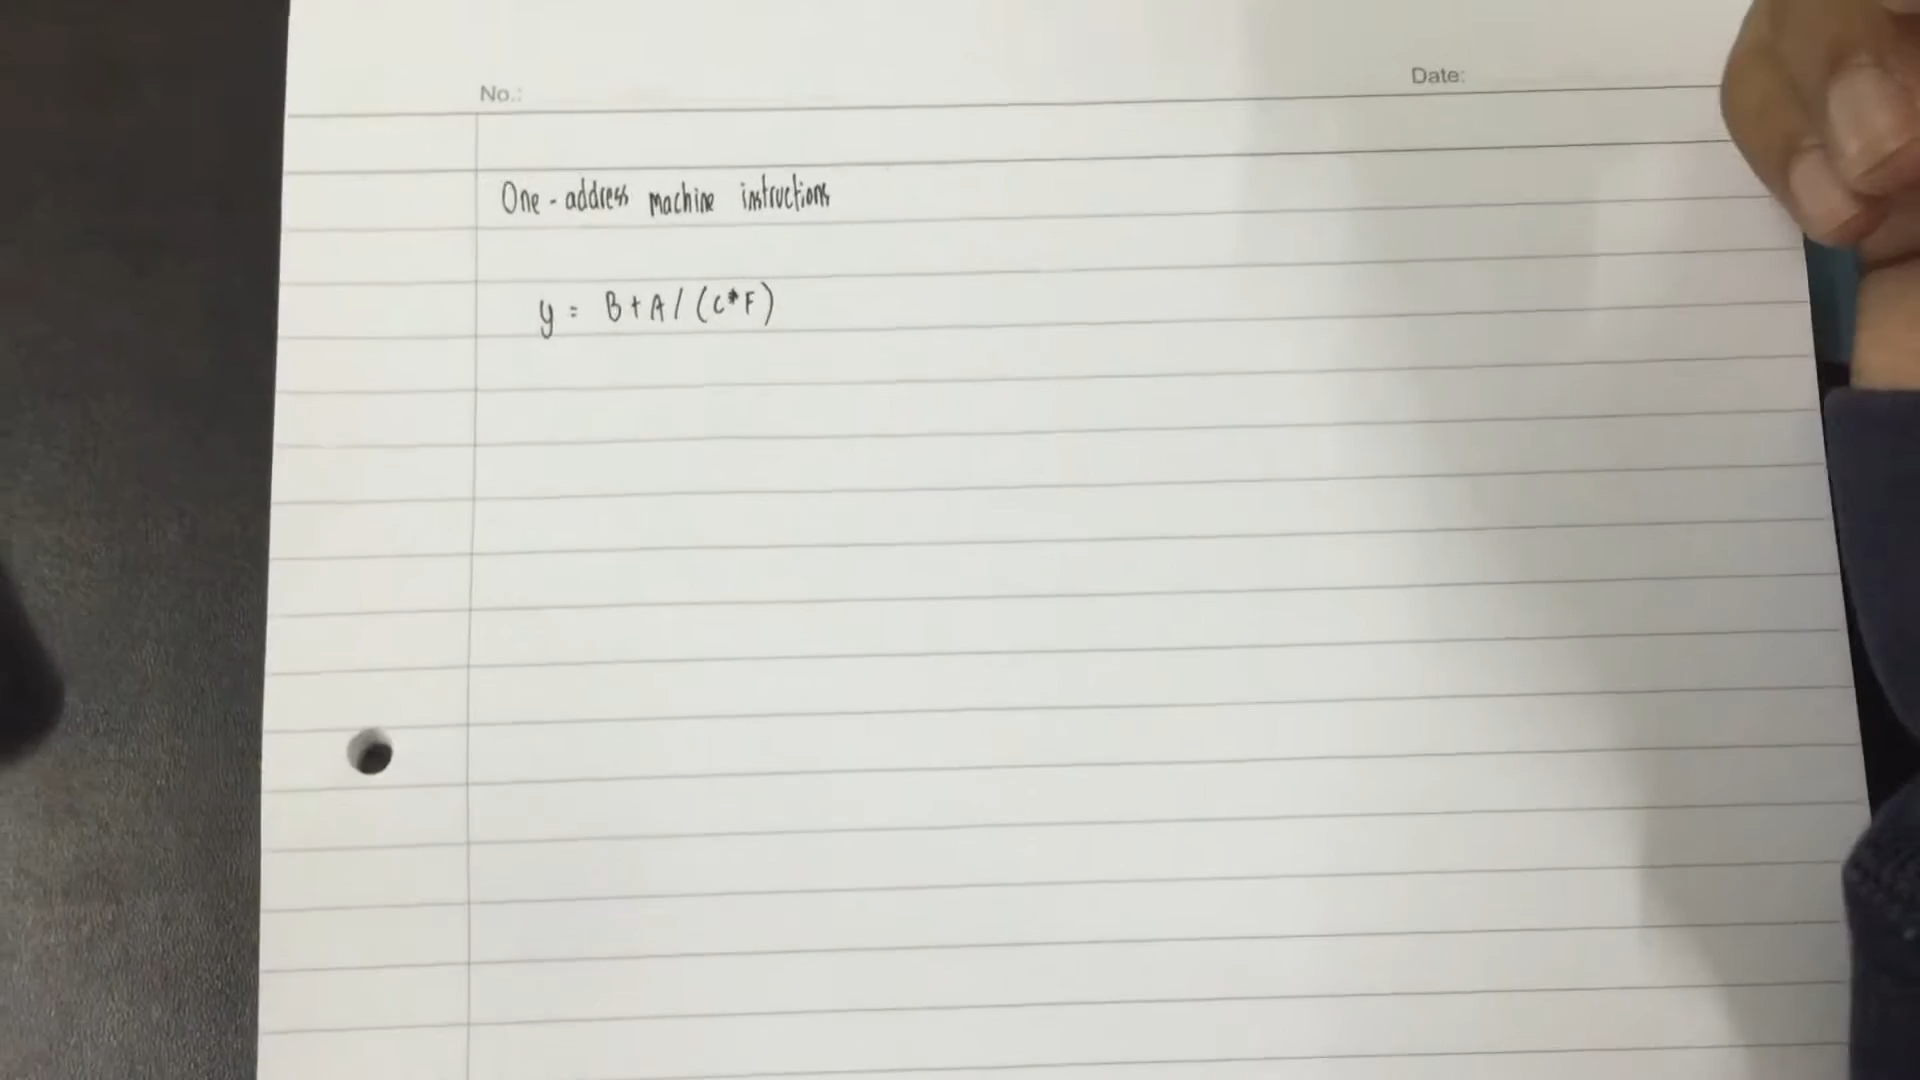 No.:
Date:
One-address machine instructions
y = B + A / (C * F)